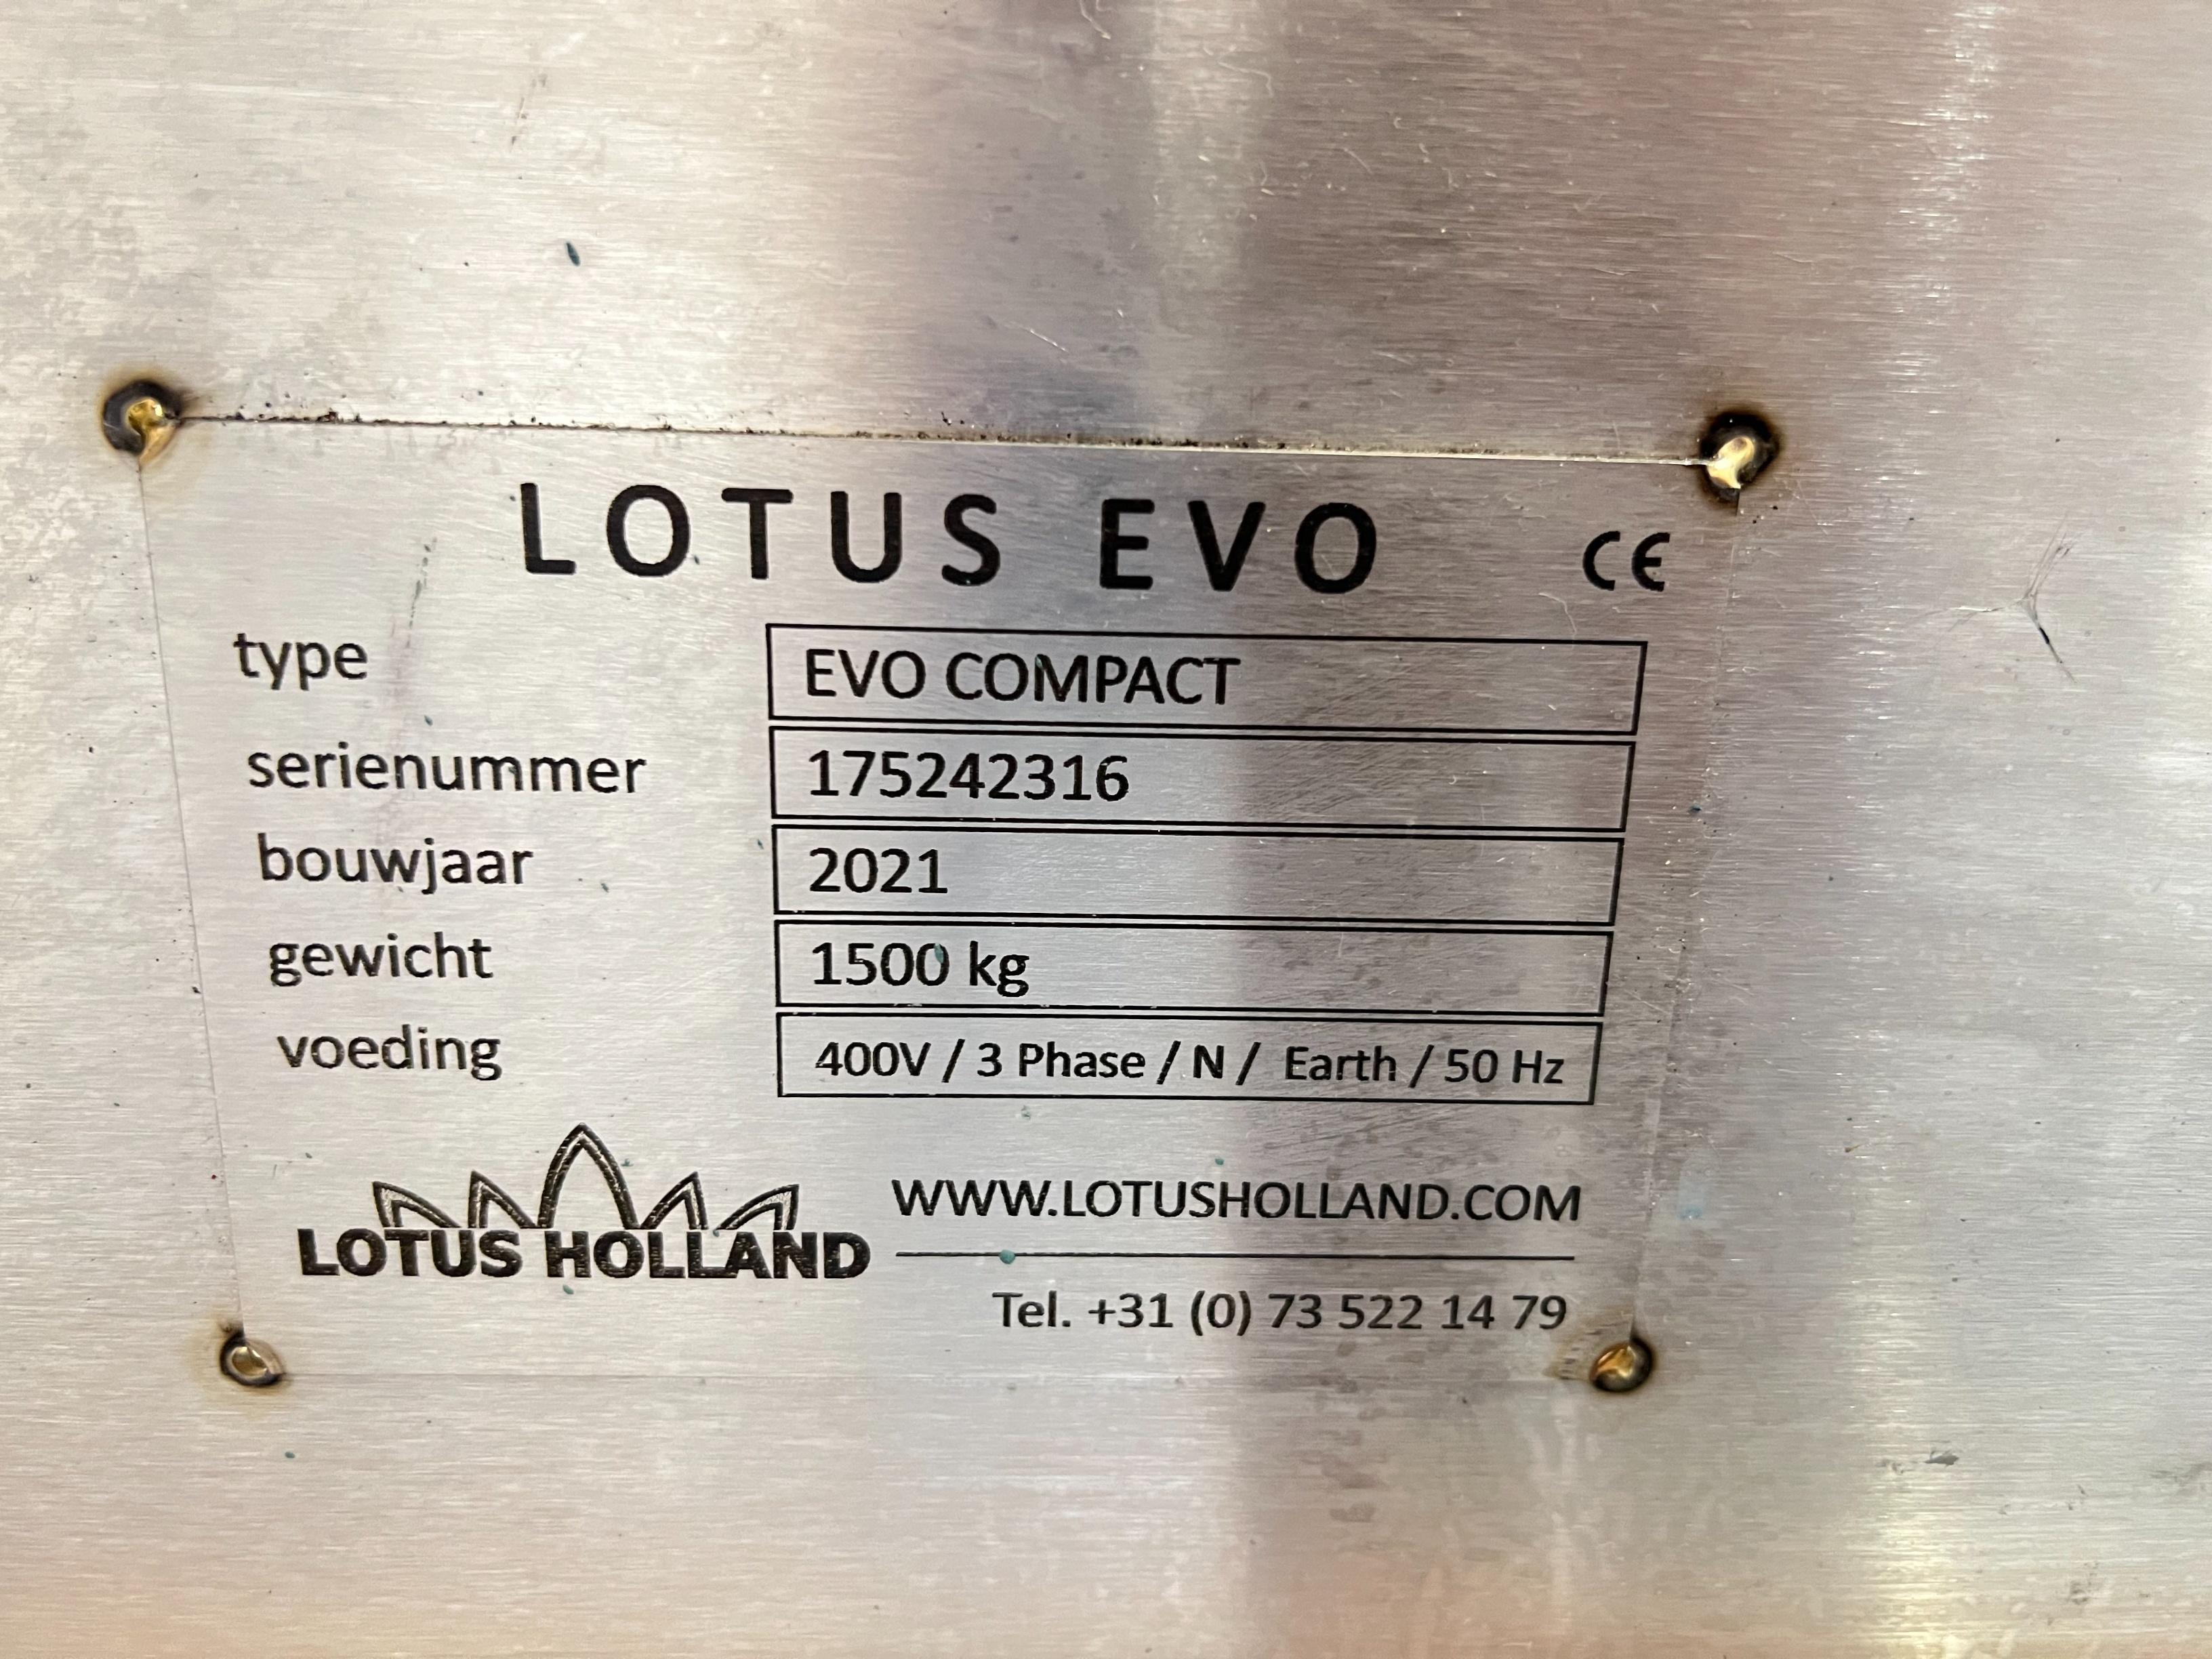 LOTUS EVO CE
type EVO COMPACT
serienummer 175242316
bouwjaar 2021
gewicht 1500 kg
voeding 400V / 3 Phase / N / Earth / 50 Hz
LOTUS HOLLAND
WWW.LOTUSHOLLAND.COM
Tel. +31 (0) 73 522 14 79